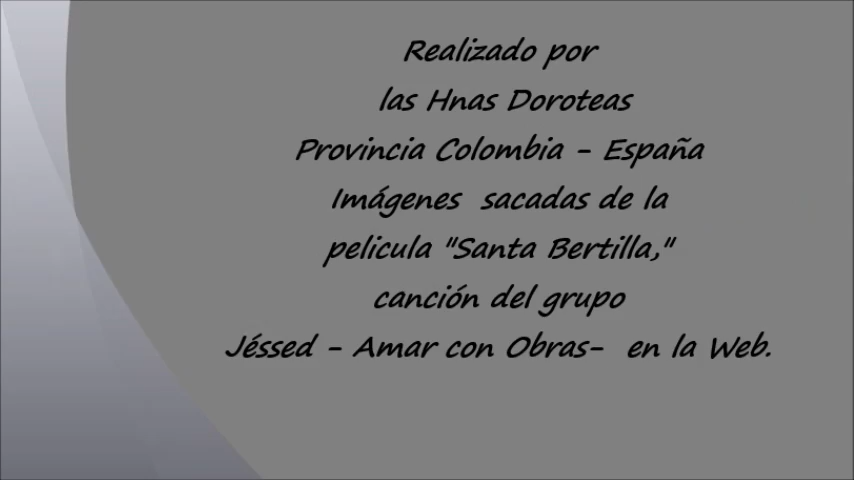 Realizado por
las Hnas Doroteas
Provincia Colombia - España
Imágenes sacadas de la
pelicula "Santa Bertilla,"
canción del grupo
Jéssed - Amar con Obras- en la Web.